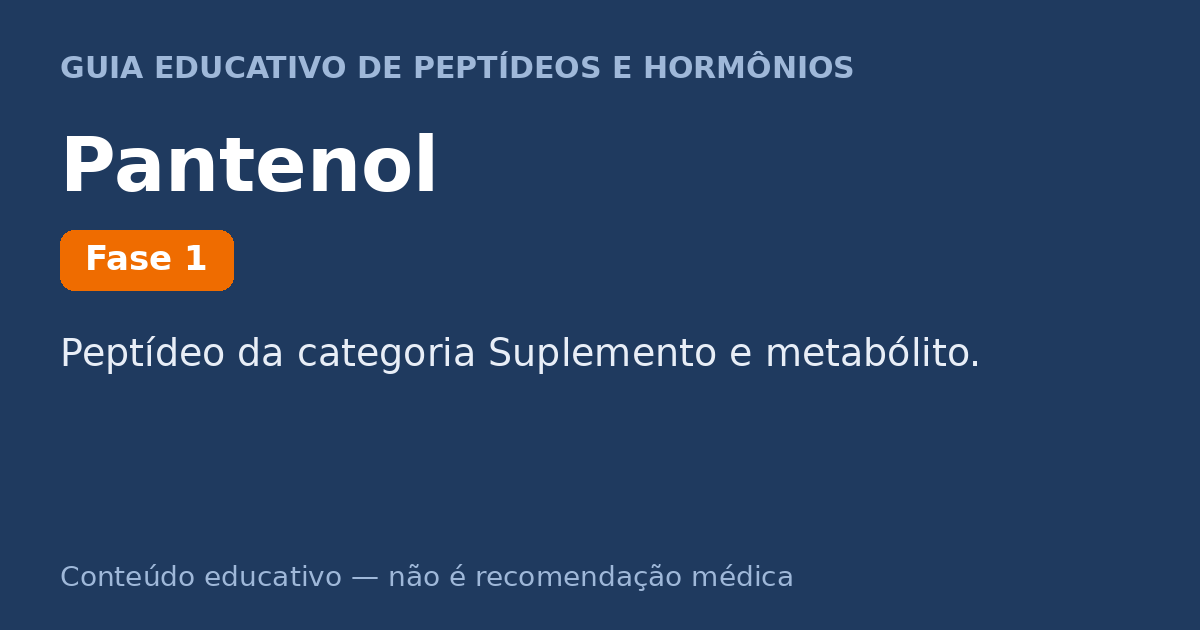 GUIA EDUCATIVO DE PEPTÍDEOS E HORMÔNIOS
Pantenol
Fase 1
Peptídeo da categoria Suplemento e metabólito.
Conteúdo educativo — não é recomendação médica